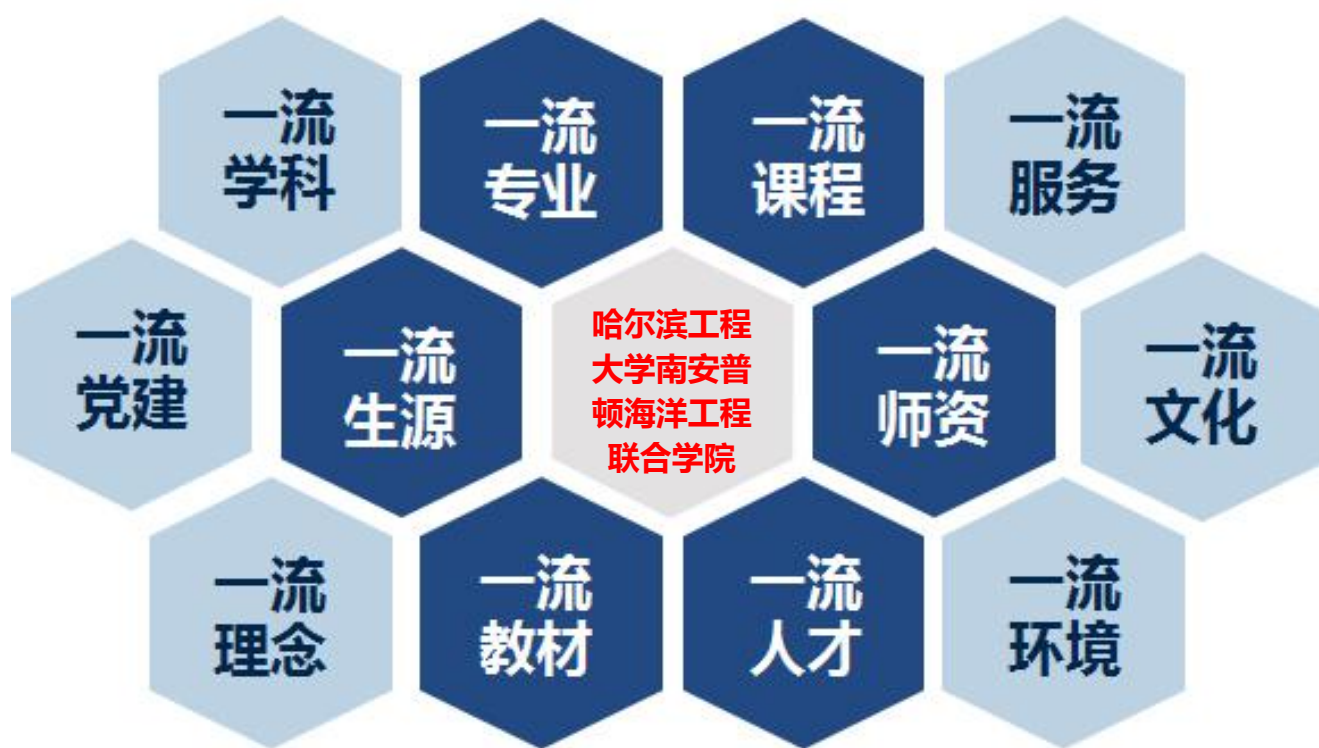 一流
学科
一流
专业
一流
课程
一流
服务
一流
党建
一流
生源
哈尔滨工程
大学南安普
顿海洋工程
联合学院
一流
师资
一流
文化
一流
理念
一流
教材
一流
人才
一流
环境